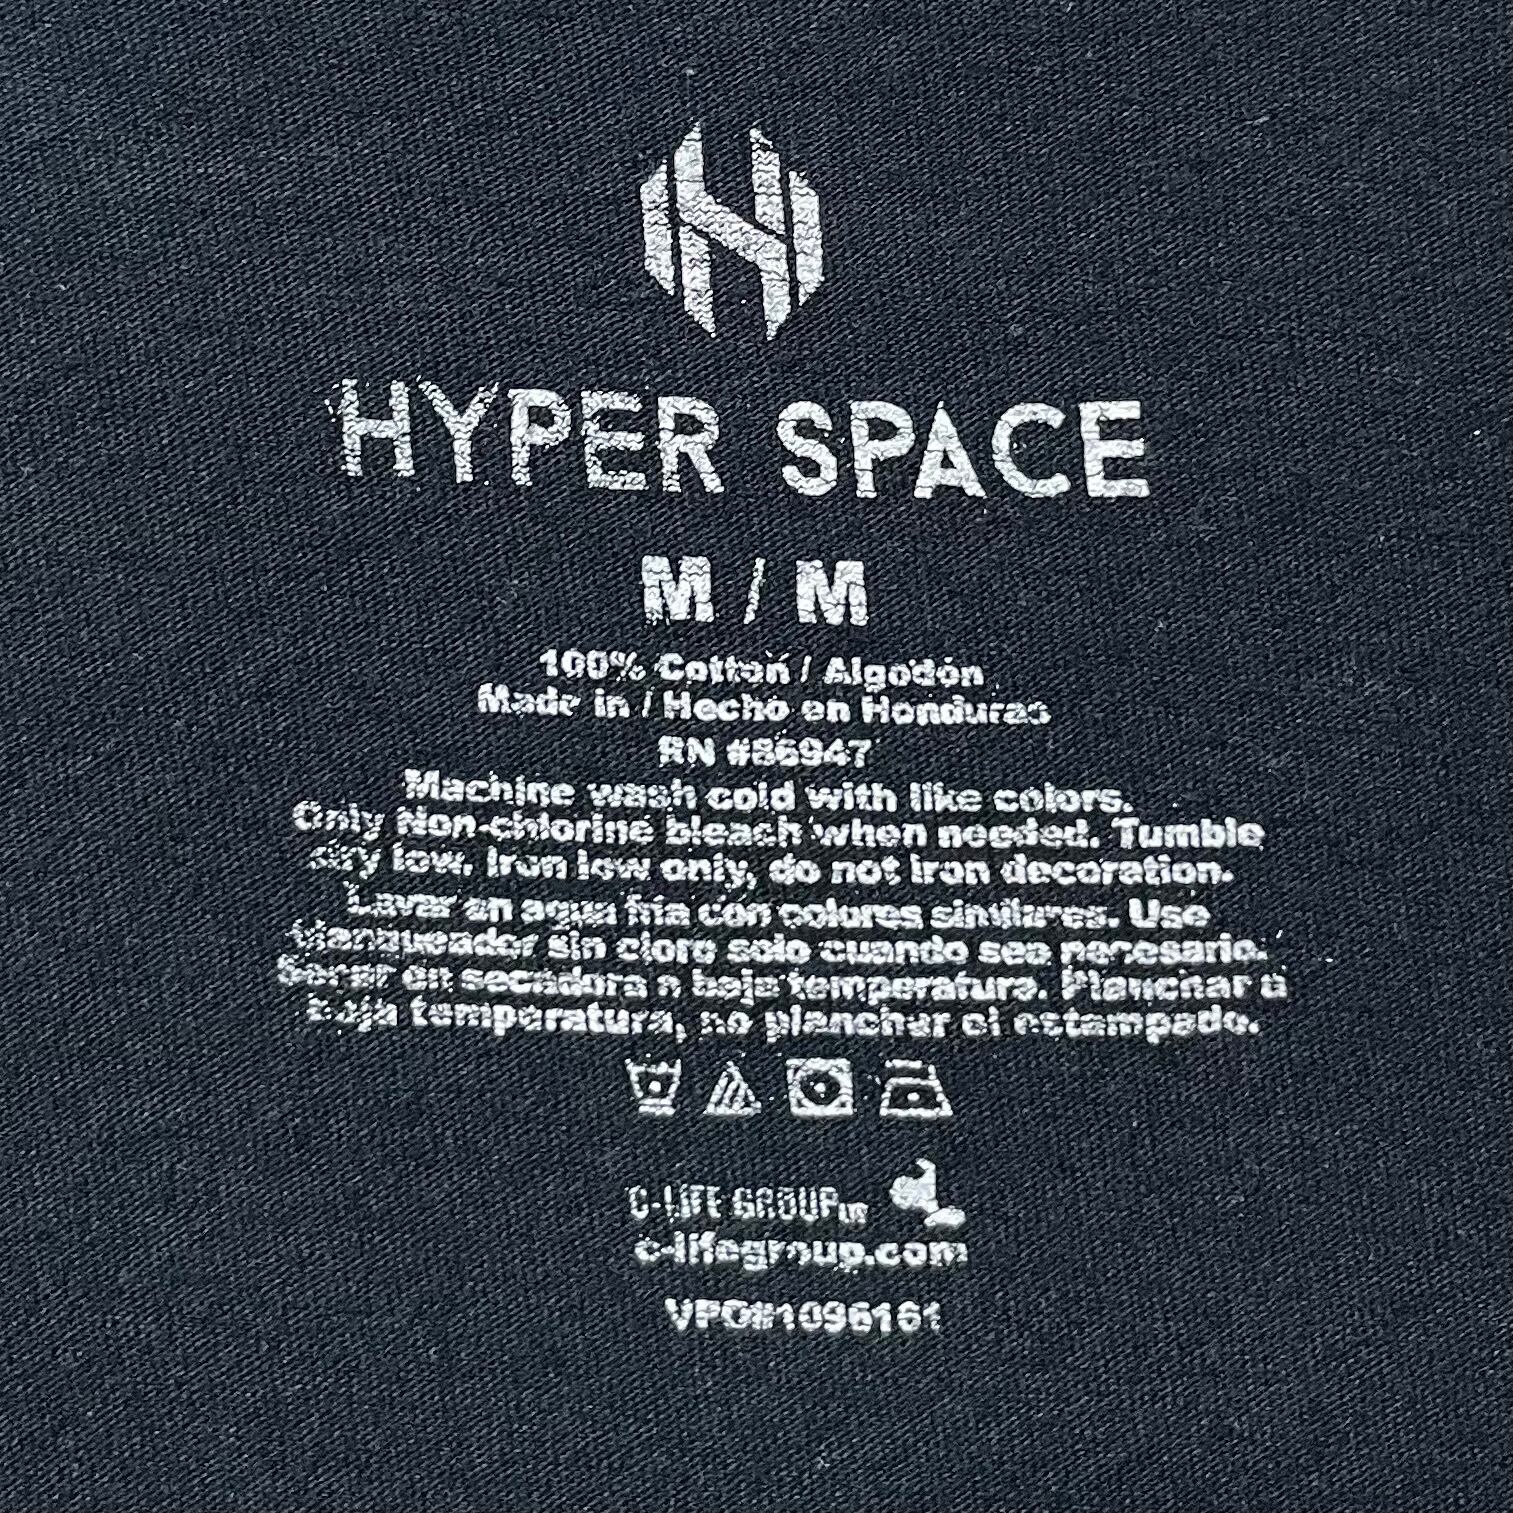 HYPER SPACE
M / M
100% Cotton / Algodón
Made in / Hecho en Honduras
RN #86947
Machine wash cold with like colors.
Only Non-chlorine bleach when needed. Tumble
dry low. Iron low only, do not iron decoration.
Lavar en agua fria con colores similares. Use
blanqueador sin cloro solo cuando sea necesario.
Secar en secadora a baja temperatura. Planchar a
baja temperatura, no planchar el estampado.
C-LIFE GROUP LTD
c-lifegroup.com
VPO#1096161